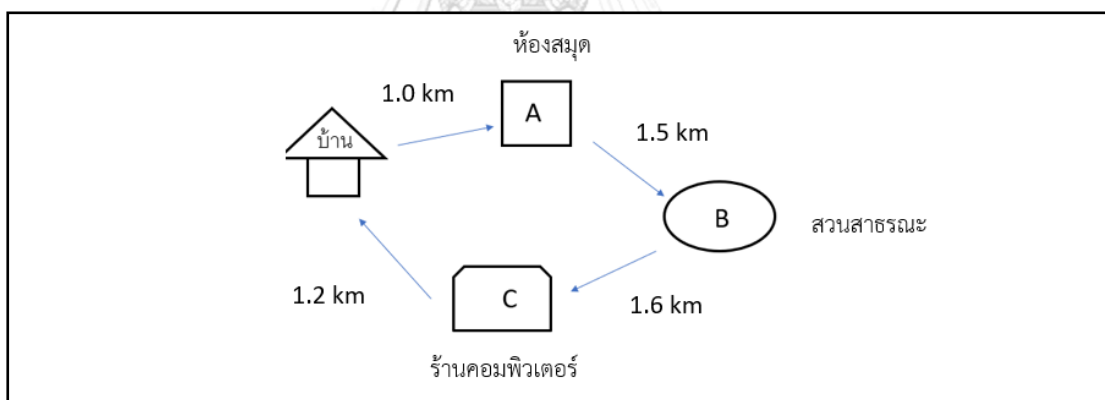 ห้องสมุด
1.0 km
A
บ้าน
1.5 km
B
สวนสาธรณะ
1.2 km
C
1.6 km
ร้านคอมพิวเตอร์